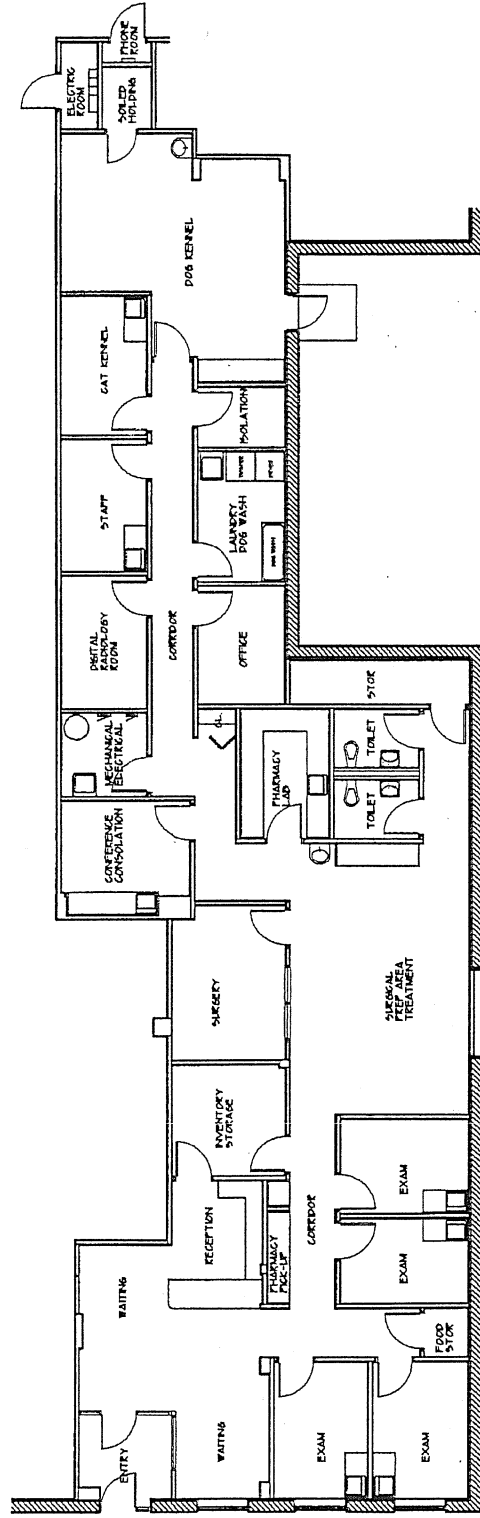 PHONE
ROOM
ELECTRIC
ROOM
SOILED
HOLDING
DOG KENNEL
CAT KENNEL
ISOLATION
STAFF
LAUNDRY
DOG WASH
DIGITAL
RADIOLOGY
ROOM
CORRIDOR
OFFICE
STOR
MECHANICAL
ELECTRICAL
CL.
PHARMACY
LAB
TOILET
TOILET
CONFERENCE
CONSOLATION
SURGERY
SURGICAL
PREP AREA
TREATMENT
INVENTORY
STORAGE
EXAM
RECEPTION
PHARMACY
PICK-UP
CORRIDOR
EXAM
WAITING
FOOD
STOR
ENTRY
WAITING
EXAM
EXAM